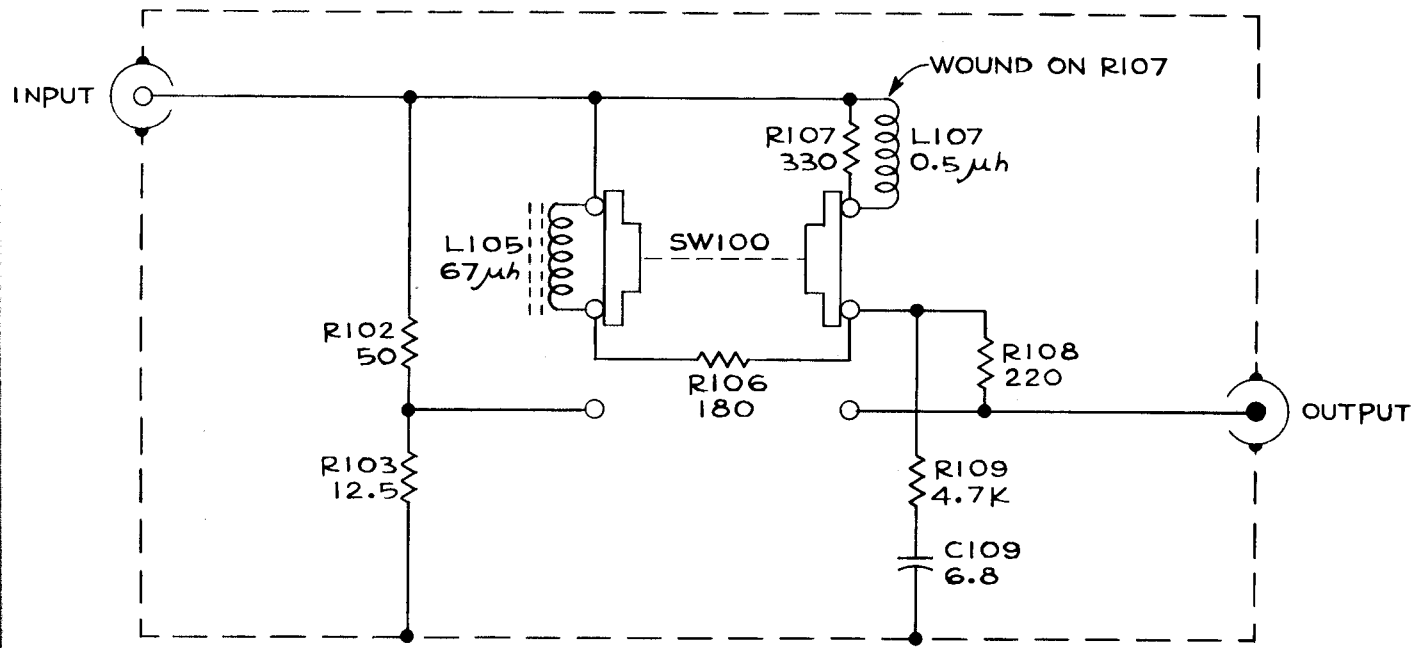 WOUND ON R107
INPUT
R107
330
L107
0.5μh
L105
67μh
SW100
R102
50
R106
180
R108
220
OUTPUT
R103
12.5
R109
4.7K
C109
6.8